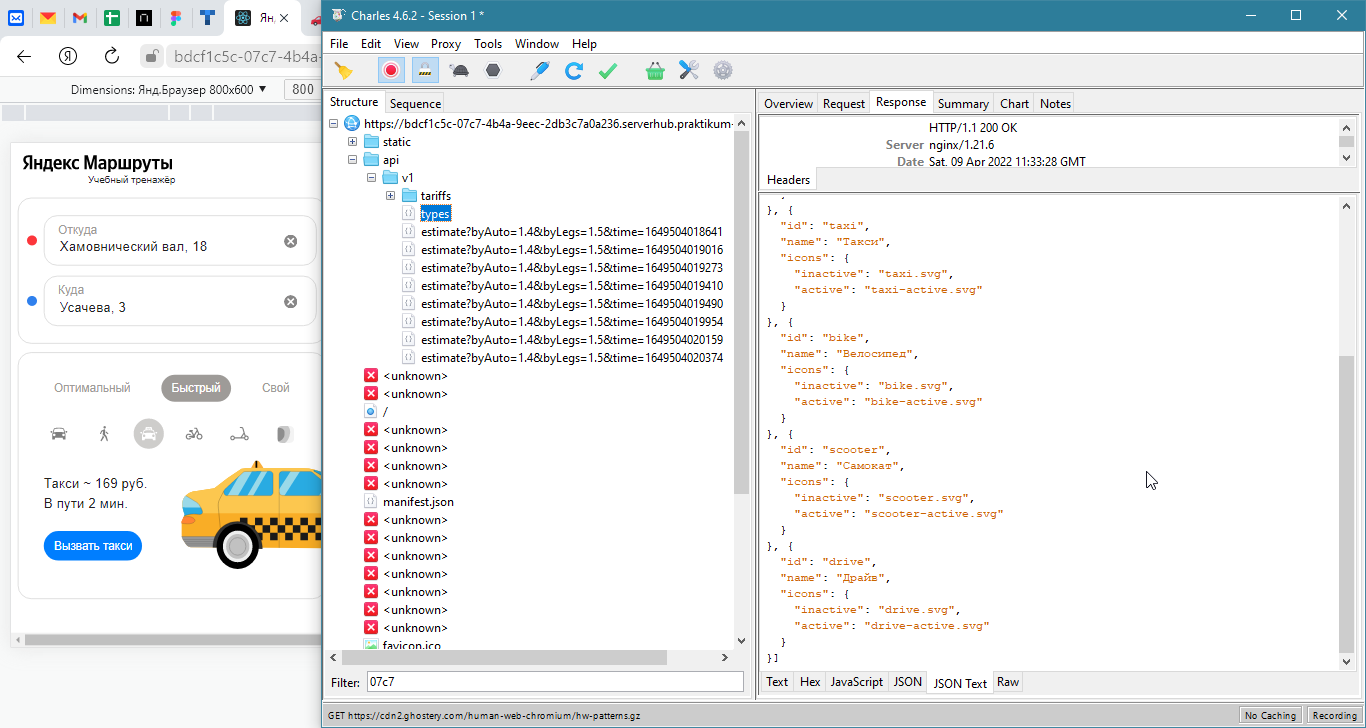 Ян,
bdcf1c5c-07c7-4b4a-
Dimensions: Янд.Браузер 800x600 ▼ 800
Яндекс Маршруты
Учебный тренажёр
Откуда
Хамовнический вал, 18
Куда
Усачева, 3
Оптимальный Быстрый Свой
Такси ~ 169 руб.
В пути 2 мин.
Вызвать такси
Charles 4.6.2 - Session 1 *
File Edit View Proxy Tools Window Help
Structure Sequence
https://bdcf1c5c-07c7-4b4a-9eec-2db3c7a0a236.serverhub.praktikum-
static
api
v1
tariffs
types
estimate?byAuto=1.4&byLegs=1.5&time=1649504018641
estimate?byAuto=1.4&byLegs=1.5&time=1649504019016
estimate?byAuto=1.4&byLegs=1.5&time=1649504019273
estimate?byAuto=1.4&byLegs=1.5&time=1649504019410
estimate?byAuto=1.4&byLegs=1.5&time=1649504019490
estimate?byAuto=1.4&byLegs=1.5&time=1649504019954
estimate?byAuto=1.4&byLegs=1.5&time=1649504020159
estimate?byAuto=1.4&byLegs=1.5&time=1649504020374
<unknown>
<unknown>
/
<unknown>
<unknown>
<unknown>
<unknown>
manifest.json
<unknown>
<unknown>
<unknown>
<unknown>
<unknown>
<unknown>
<unknown>
favicon.ico
Filter: 07c7
Overview Request Response Summary Chart Notes
HTTP/1.1 200 OK
Server nginx/1.21.6
Date Sat, 09 Apr 2022 11:33:28 GMT
Headers
}, {
"id": "taxi",
"name": "Такси",
"icons": {
"inactive": "taxi.svg",
"active": "taxi-active.svg"
}
}, {
"id": "bike",
"name": "Велосипед",
"icons": {
"inactive": "bike.svg",
"active": "bike-active.svg"
}
}, {
"id": "scooter",
"name": "Самокат",
"icons": {
"inactive": "scooter.svg",
"active": "scooter-active.svg"
}
}, {
"id": "drive",
"name": "Драйв",
"icons": {
"inactive": "drive.svg",
"active": "drive-active.svg"
}
}]
Text Hex JavaScript JSON JSON Text Raw
GET https://cdn2.ghostery.com/human-web-chromium/hw-patterns.gz
No Caching Recording